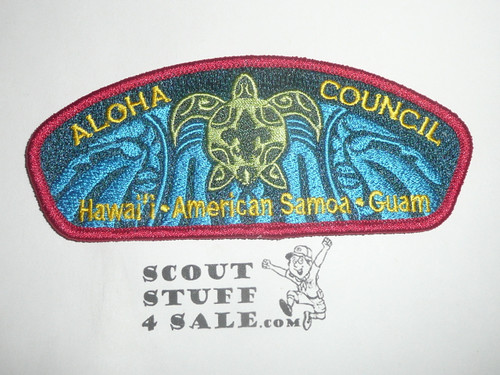 ALOHA COUNCIL
Hawai'i • American Samoa • Guam
SCOUT
STUFF
4 SALE.COM